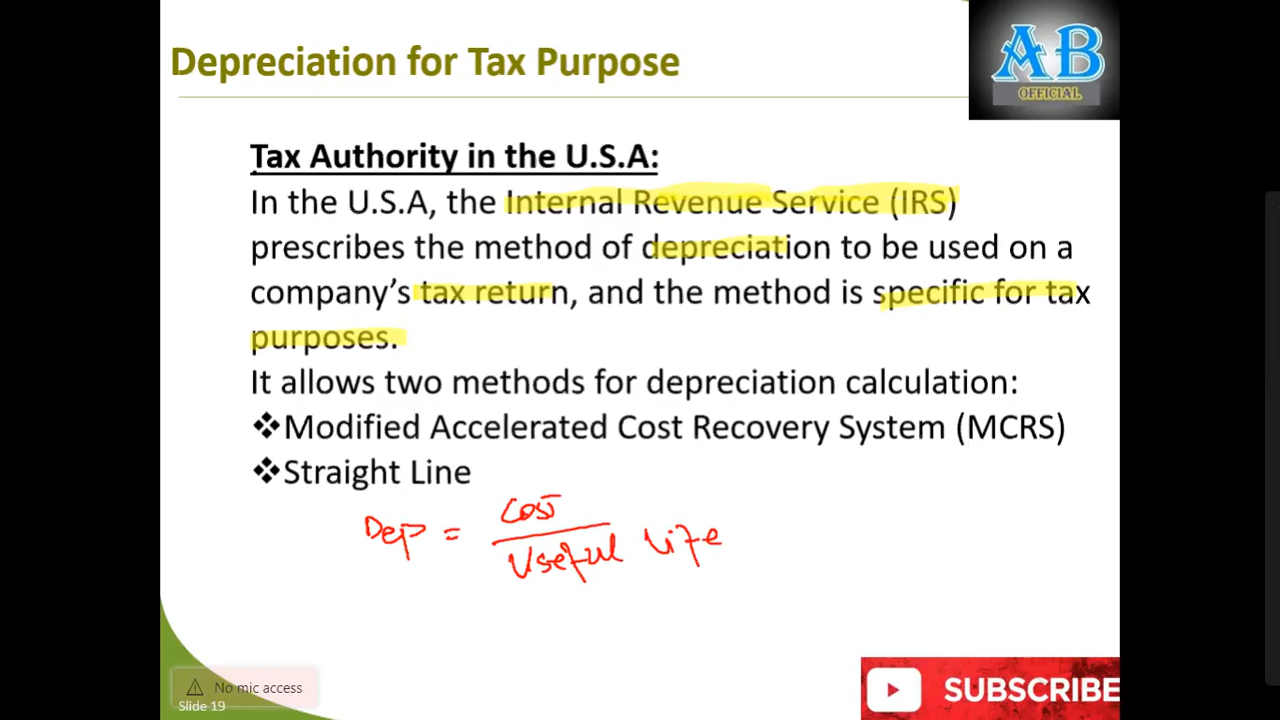 Depreciation for Tax Purpose
AB
OFFICIAL
Tax Authority in the U.S.A:
In the U.S.A, the Internal Revenue Service (IRS)
prescribes the method of depreciation to be used on a
company’s tax return, and the method is specific for tax
purposes.
It allows two methods for depreciation calculation:
❖Modified Accelerated Cost Recovery System (MCRS)
❖Straight Line
Dep = Cost
Useful Life
No mic access
Slide 19
SUBSCRIBE